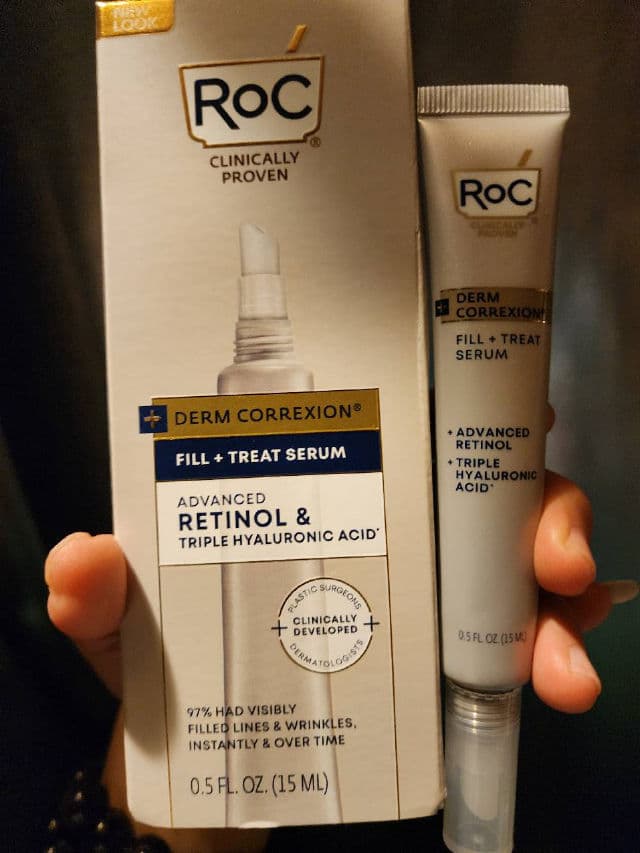 NEW
LOOK
RoC®
CLINICALLY
PROVEN
DERM CORREXION®
FILL + TREAT SERUM
ADVANCED
RETINOL &
TRIPLE HYALURONIC ACID*
PLASTIC SURGEONS
+ CLINICALLY +
DEVELOPED
DERMATOLOGISTS
97% HAD VISIBLY
FILLED LINES & WRINKLES,
INSTANTLY & OVER TIME
0.5 FL. OZ. (15 ML)
RoC
CLINICALLY
PROVEN
DERM
CORREXION®
FILL + TREAT
SERUM
+ ADVANCED
RETINOL
+ TRIPLE
HYALURONIC
ACID*
0.5 FL. OZ. (15 ML)